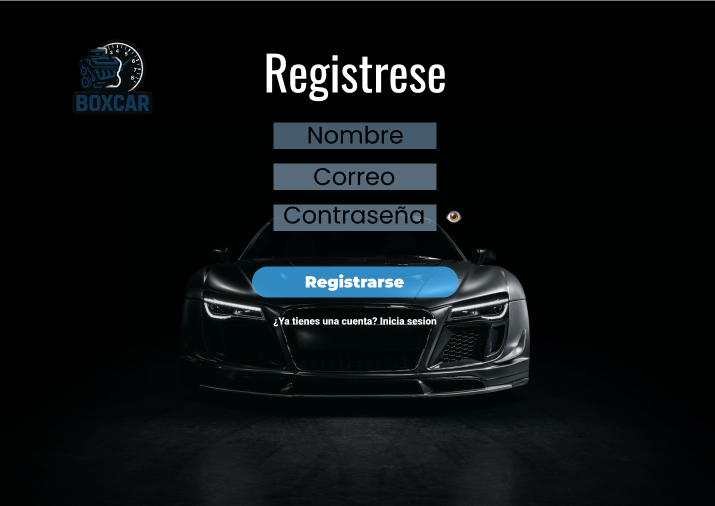 BOXCAR
Registrese
Nombre
Correo
Contraseña
Registrarse
¿Ya tienes una cuenta? Inicia sesion